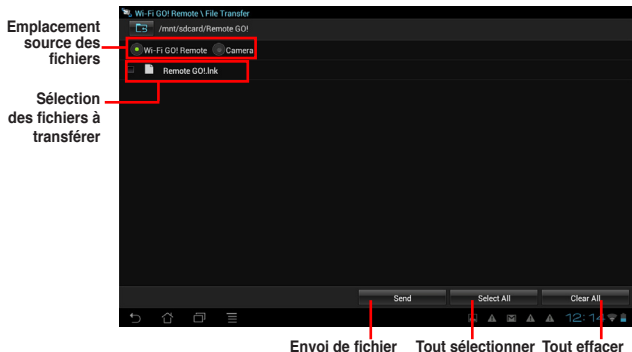 Wi-Fi GO! Remote \ File Transfer
/mnt/sdcard/Remote GO!
Emplacement
source des
fichiers
Wi-Fi GO! Remote Camera
Remote GO!.lnk
Sélection
des fichiers à
transférer
Send Select All Clear All
12:14
Envoi de fichier Tout sélectionner Tout effacer